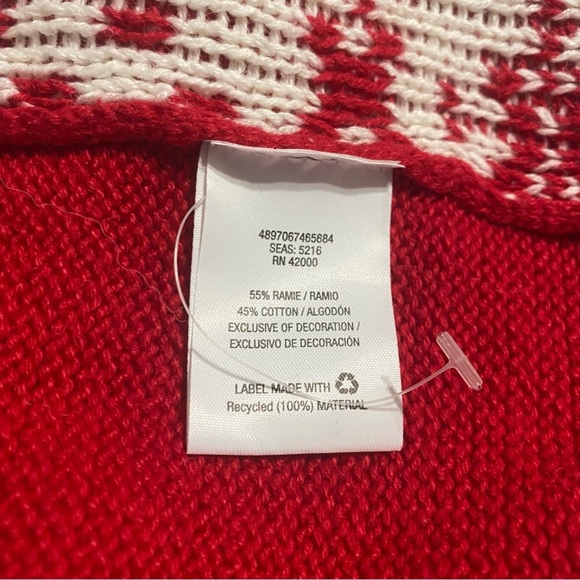 4897067465684
SEAS: 5216
RN 42000
55% RAMIE / RAMIO
45% COTTON / ALGODÓN
EXCLUSIVE OF DECORATION /
EXCLUSIVO DE DECORACIÓN
LABEL MADE WITH
Recycled (100%) MATERIAL